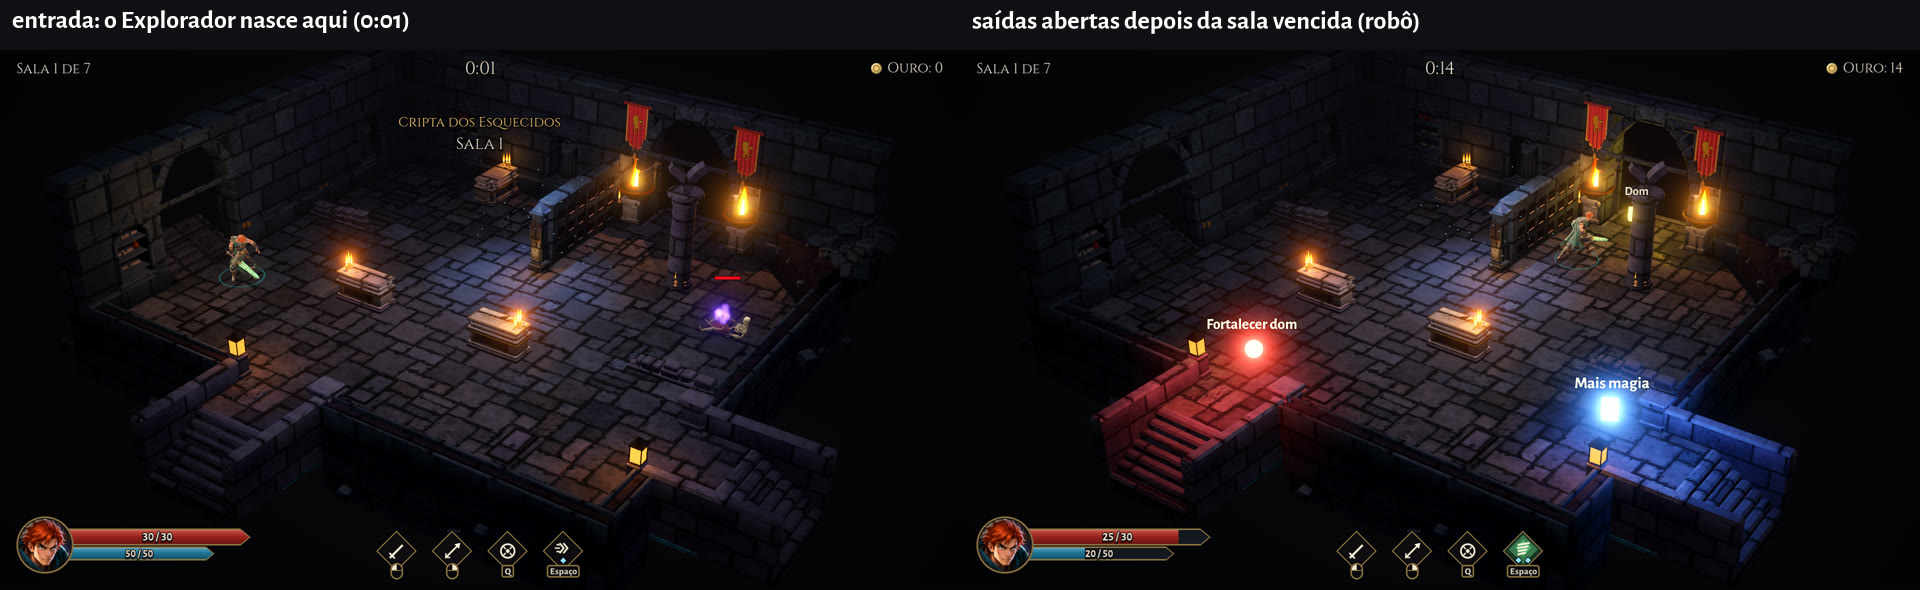 entrada: o Explorador nasce aqui (0:01)
Sala 1 de 7
0:01
Ouro: 0
Cripta dos Esquecidos
Sala 1
30/30
50/50
Q
Espaço
saídas abertas depois da sala vencida (robô)
Sala 1 de 7
0:14
Ouro: 14
Dom
Fortalecer dom
Mais magia
25/30
20/50
Q
Espaço